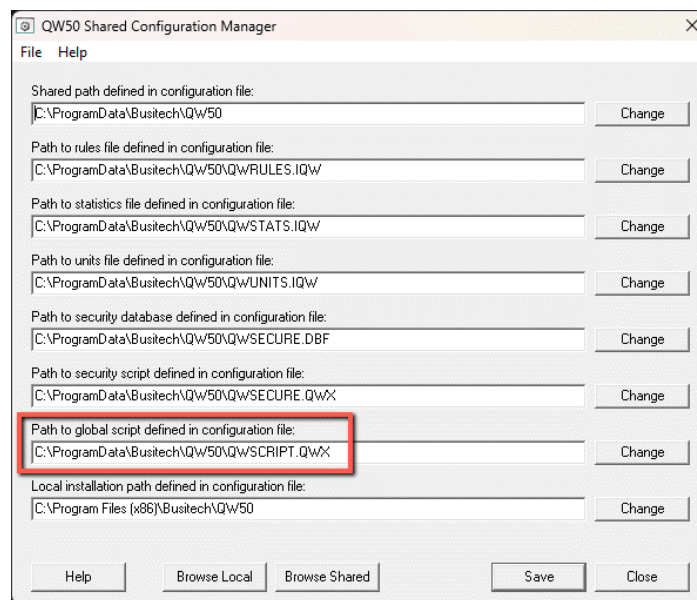 QW50 Shared Configuration Manager
File Help
Shared path defined in configuration file:
C:\ProgramData\Busitech\QW50 Change
Path to rules file defined in configuration file:
C:\ProgramData\Busitech\QW50\QWRULES.IQW Change
Path to statistics file defined in configuration file:
C:\ProgramData\Busitech\QW50\QWSTATS.IQW Change
Path to units file defined in configuration file:
C:\ProgramData\Busitech\QW50\QWUNITS.IQW Change
Path to security database defined in configuration file:
C:\ProgramData\Busitech\QW50\QWSECURE.DBF Change
Path to security script defined in configuration file:
C:\ProgramData\Busitech\QW50\QWSECURE.QWX Change
Path to global script defined in configuration file:
C:\ProgramData\Busitech\QW50\QWSCRIPT.QWX Change
Local installation path defined in configuration file:
C:\Program Files (x86)\Busitech\QW50 Change
Help Browse Local Browse Shared Save Close